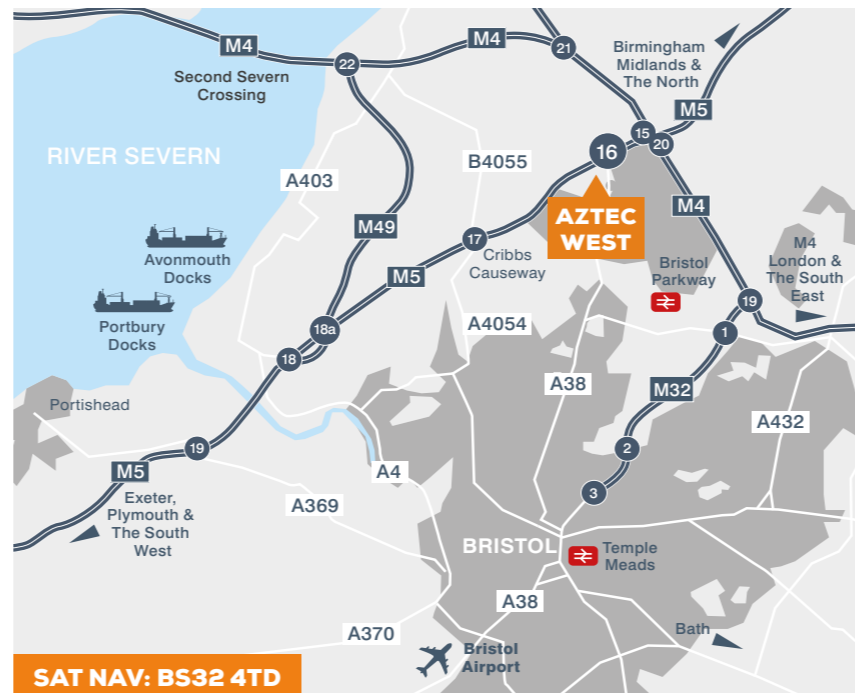 M4
M4
21
Birmingham
Midlands &
The North
22
Second Severn
Crossing
M5
15
20
16
RIVER SEVERN
B4055
A403
M4
AZTEC
WEST
M49
17
Cribbs
Causeway
M5
Avonmouth
Docks
Bristol
Parkway
M4
London &
The South
East
19
Portbury
Docks
18a
A4054
1
18
A38
M32
Portishead
A432
19
2
M5
A4
Exeter,
Plymouth &
The South
West
A369
3
BRISTOL
Temple
Meads
A38
A370
Bath
Bristol
Airport
SAT NAV: BS32 4TD